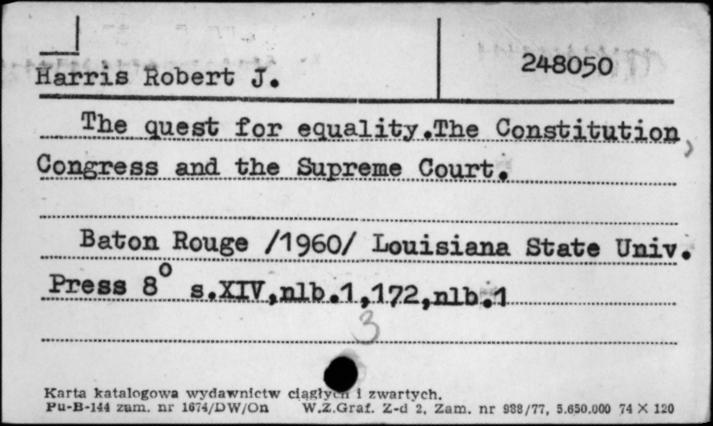 Harris Robert J.
248050
The quest for equality.The Constitution,
Congress and the Supreme Court.
Baton Rouge /1960/ Louisiana State Univ.
Press 8° s.XIV,nlb.1,172,nlb.1
3
Karta katalogowa wydawnictw ciągłych i zwartych.
Pu-B-144 zam. nr 1674/DW/On W.Z.Graf. Z-d 2, Zam. nr 988/77, 5.650.000 74 X 120